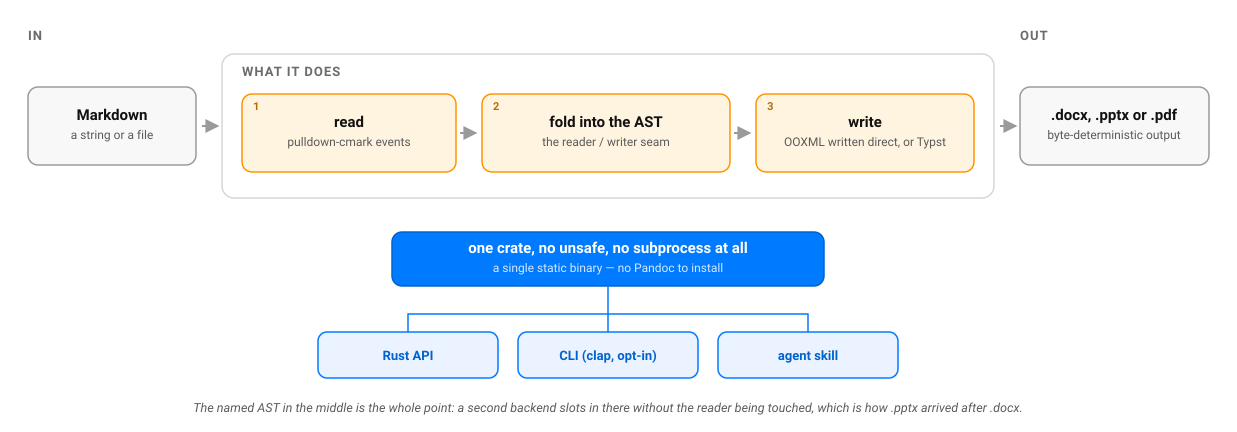 IN
OUT
WHAT IT DOES
Markdown
a string or a file
1
read
pulldown-cmark events
2
fold into the AST
the reader / writer seam
3
write
OOXML written direct, or Typst
.docx, .pptx or .pdf
byte-deterministic output
one crate, no unsafe, no subprocess at all
a single static binary — no Pandoc to install
Rust API
CLI (clap, opt-in)
agent skill
The named AST in the middle is the whole point: a second backend slots in there without the reader being touched, which is how .pptx arrived after .docx.